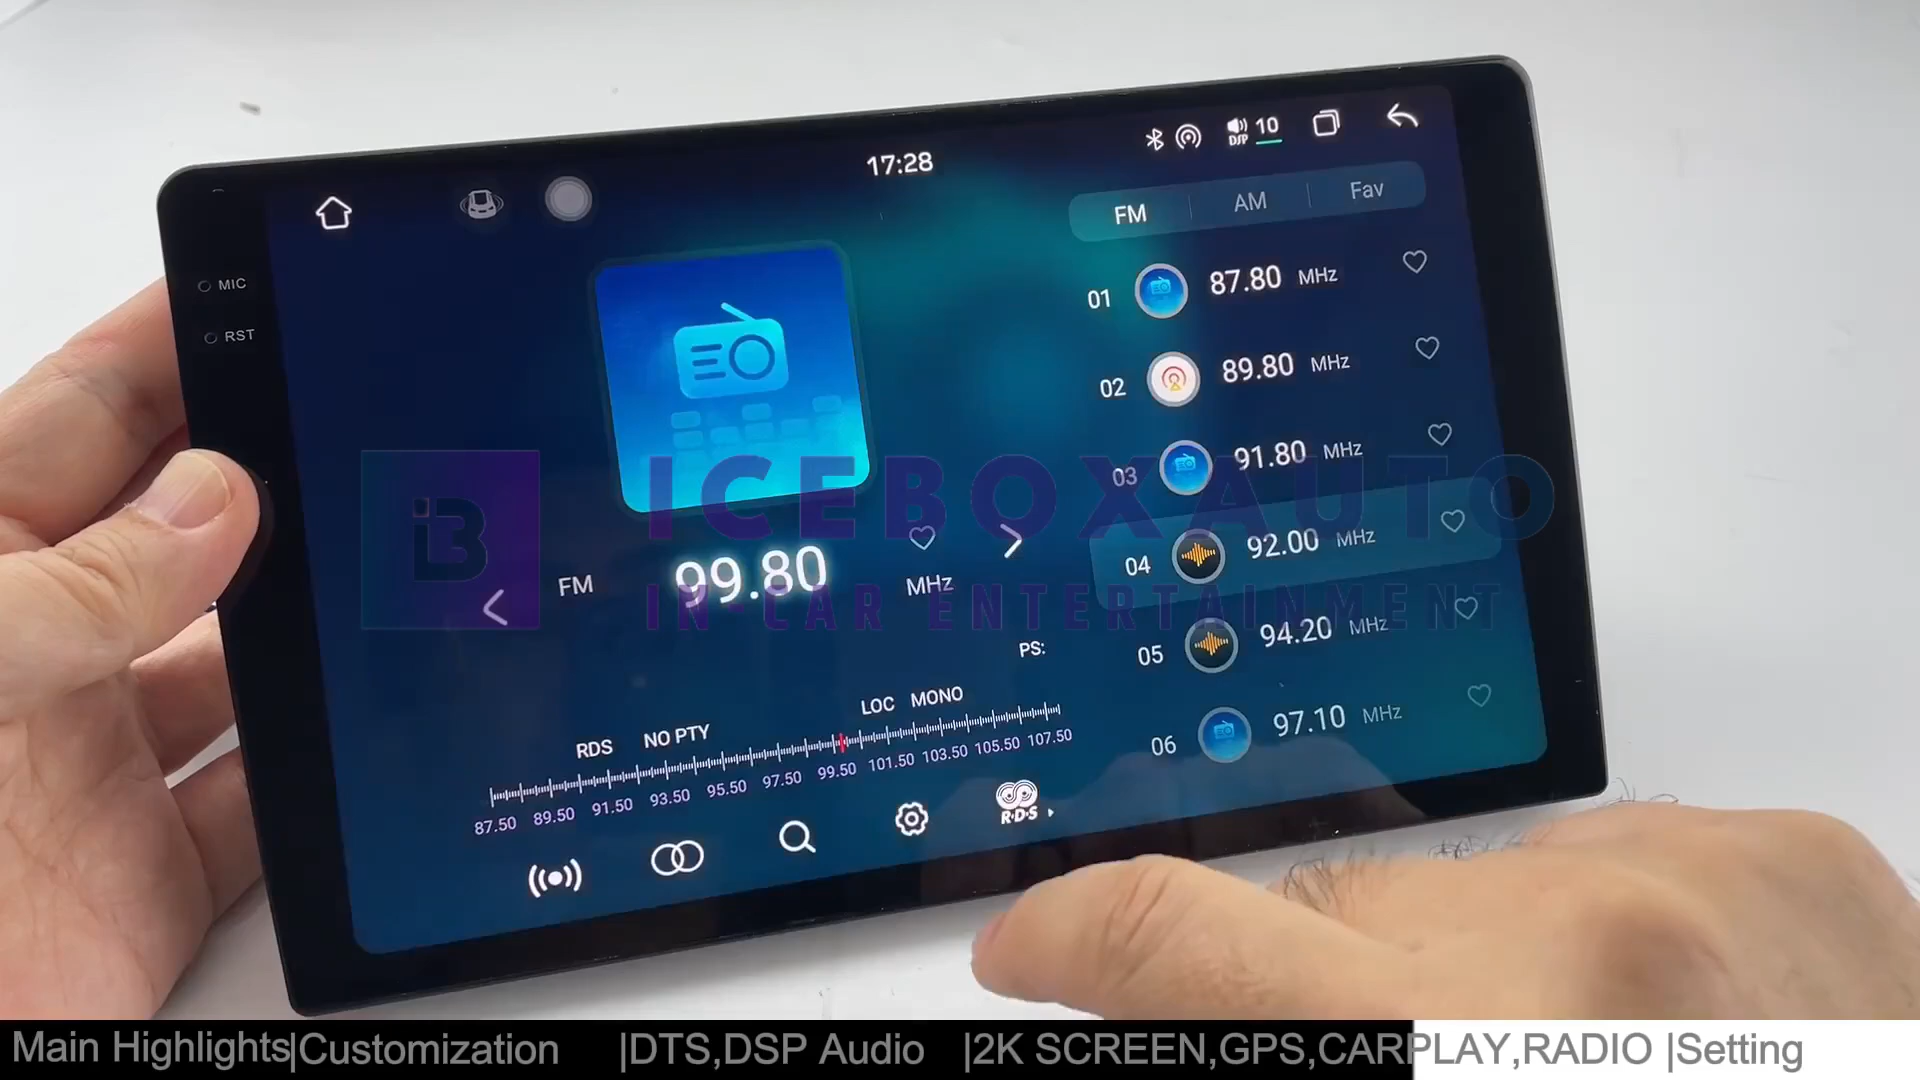 17:28
DSP 10
MIC
RST
FM AM Fav
01 87.80 MHz
02 89.80 MHz
03 91.80 MHz
04 92.00 MHz
05 94.20 MHz
06 97.10 MHz
FM 99.80 MHz
PS:
LOC MONO
RDS NO PTY
87.50 89.50 91.50 93.50 95.50 97.50 99.50 101.50 103.50 105.50 107.50
R·D·S
ICEBOXAUTO
IN-CAR ENTERTAINMENT
Main Highlights|Customization |DTS,DSP Audio |2K SCREEN,GPS,CARPLAY,RADIO |Setting